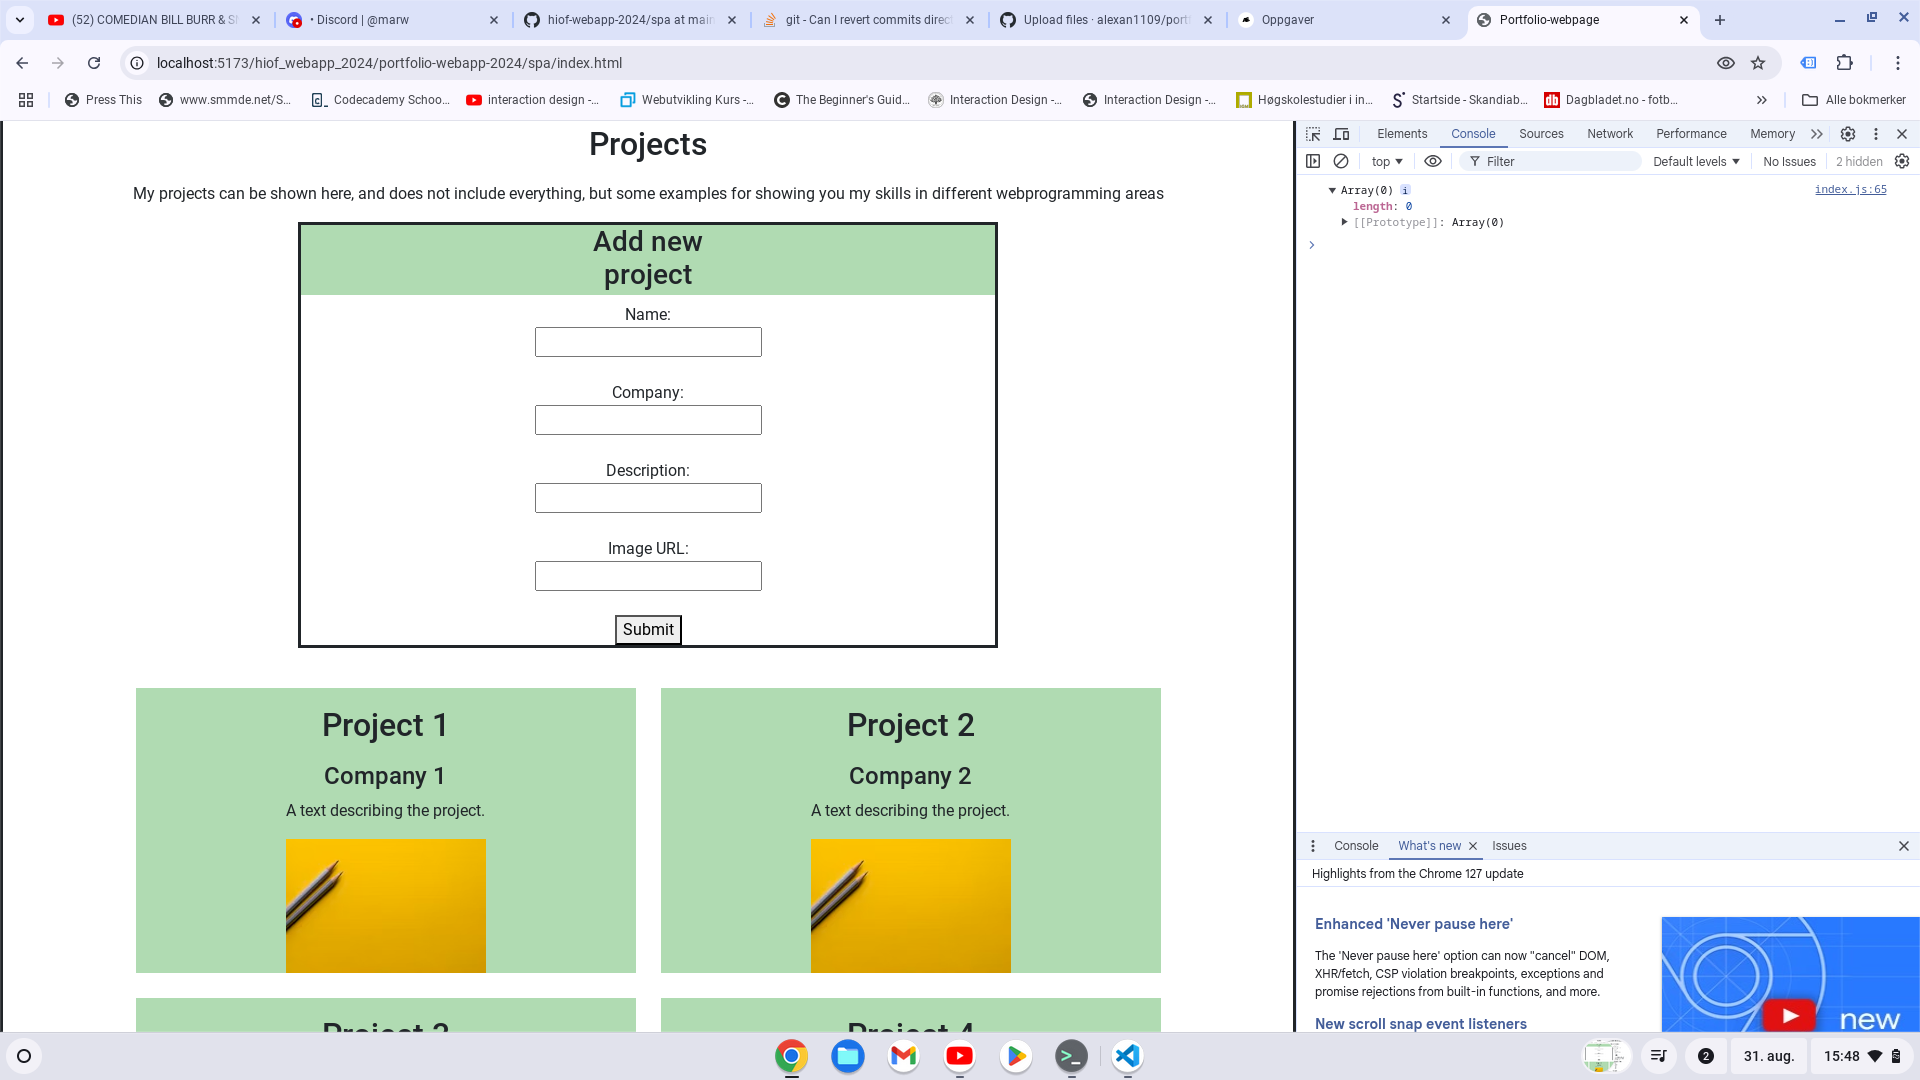 (52) COMEDIAN BILL BURR & S
• Discord | @marw
hiof-webapp-2024/spa at main
git - Can I revert commits direc
Upload files · alexan1109/port
Oppgaver
Portfolio-webpage
localhost:5173/hiof_webapp_2024/portfolio-webapp-2024/spa/index.html
Press This
www.smmde.net/S...
Codecademy Schoo...
interaction design -...
Webutvikling Kurs -...
The Beginner's Guid...
Interaction Design -...
Interaction Design -...
Høgskolestudier i in...
Startside - Skandiab...
Dagbladet.no - fotb...
Alle bokmerker
Projects
My projects can be shown here, and does not include everything, but some examples for showing you my skills in different webprogramming areas
Add new
project
Name:
Company:
Description:
Image URL:
Submit
Project 1
Company 1
A text describing the project.
Project 2
Company 2
A text describing the project.
Project 3
Project 4
Elements
Console
Sources
Network
Performance
Memory
top
Filter
Default levels
No Issues
2 hidden
Array(0) i
index.js:65
length: 0
[[Prototype]]: Array(0)
Console
What's new
Issues
Highlights from the Chrome 127 update
Enhanced 'Never pause here'
The 'Never pause here' option can now "cancel" DOM,
XHR/fetch, CSP violation breakpoints, exceptions and
promise rejections from built-in functions, and more.
New scroll snap event listeners
new
2
31. aug.
15:48